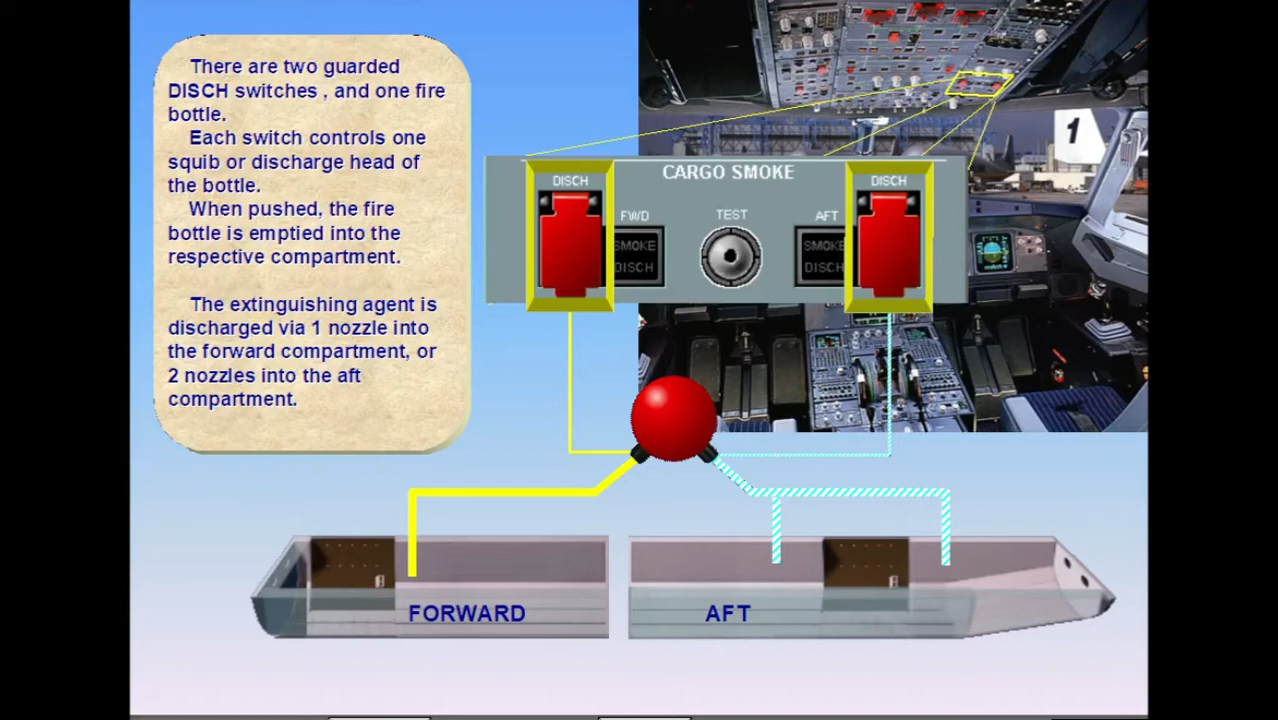 There are two guarded
DISCH switches , and one fire
bottle.
Each switch controls one
squib or discharge head of
the bottle.
When pushed, the fire
bottle is emptied into the
respective compartment.
The extinguishing agent is
discharged via 1 nozzle into
the forward compartment, or
2 nozzles into the aft
compartment.
1
CARGO SMOKE
DISCH
DISCH
FWD
TEST
AFT
SMOKE
DISCH
SMOKE
DISCH
FORWARD
AFT